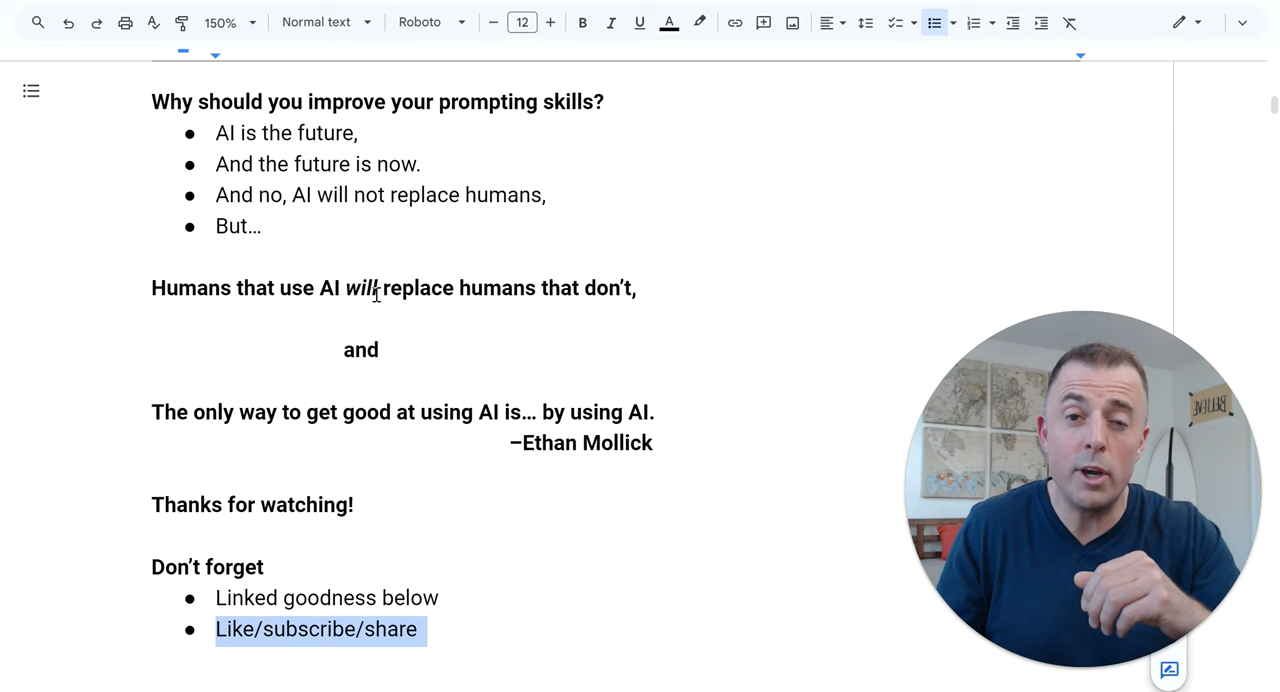 150% Normal text Roboto 12 B I U A
Why should you improve your prompting skills?
● AI is the future,
● And the future is now.
● And no, AI will not replace humans,
● But…
Humans that use AI will replace humans that don’t,
and
The only way to get good at using AI is… by using AI.
–Ethan Mollick
BELIEVE
Thanks for watching!
Don’t forget
● Linked goodness below
● Like/subscribe/share